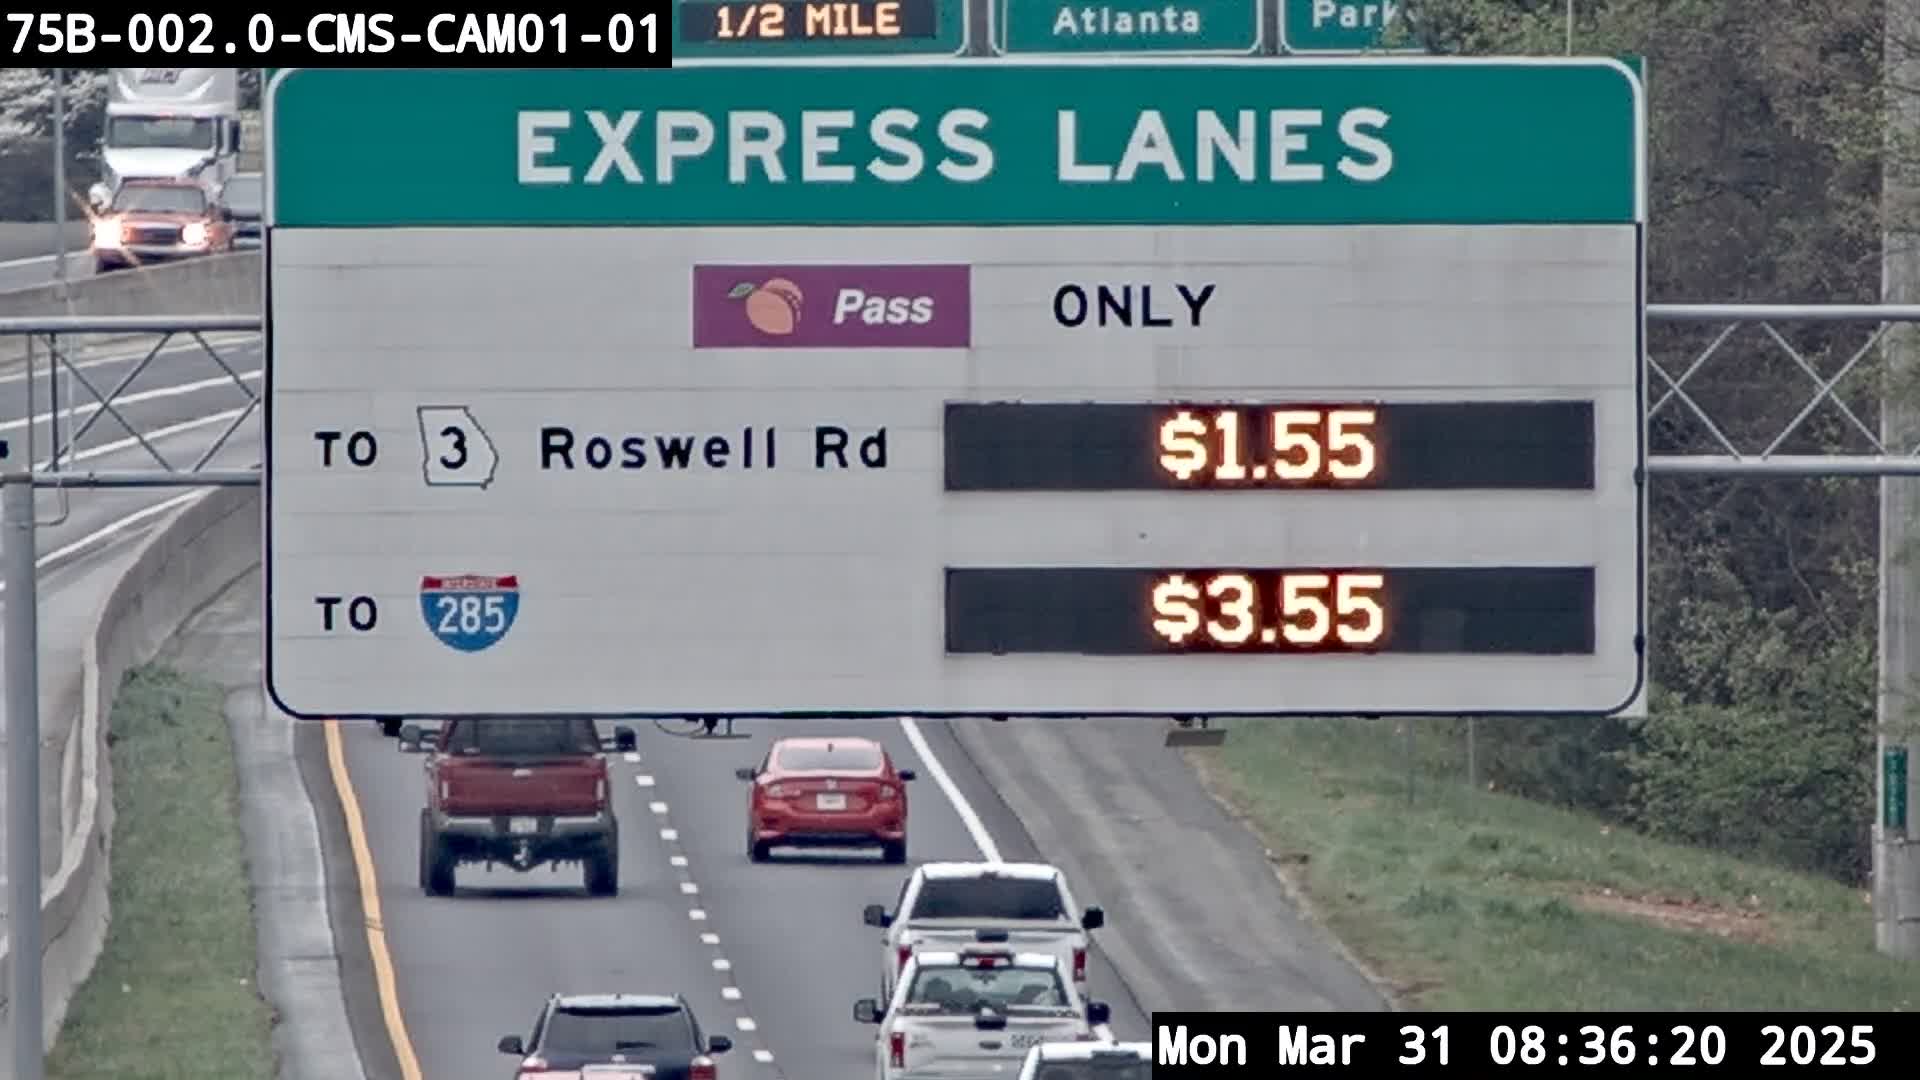 75B-002.0-CMS-CAM01-01
1/2 MILE
Atlanta
Park
EXPRESS LANES
Pass ONLY
TO 3 Roswell Rd $1.55
TO 285 $3.55
Mon Mar 31 08:36:20 2025